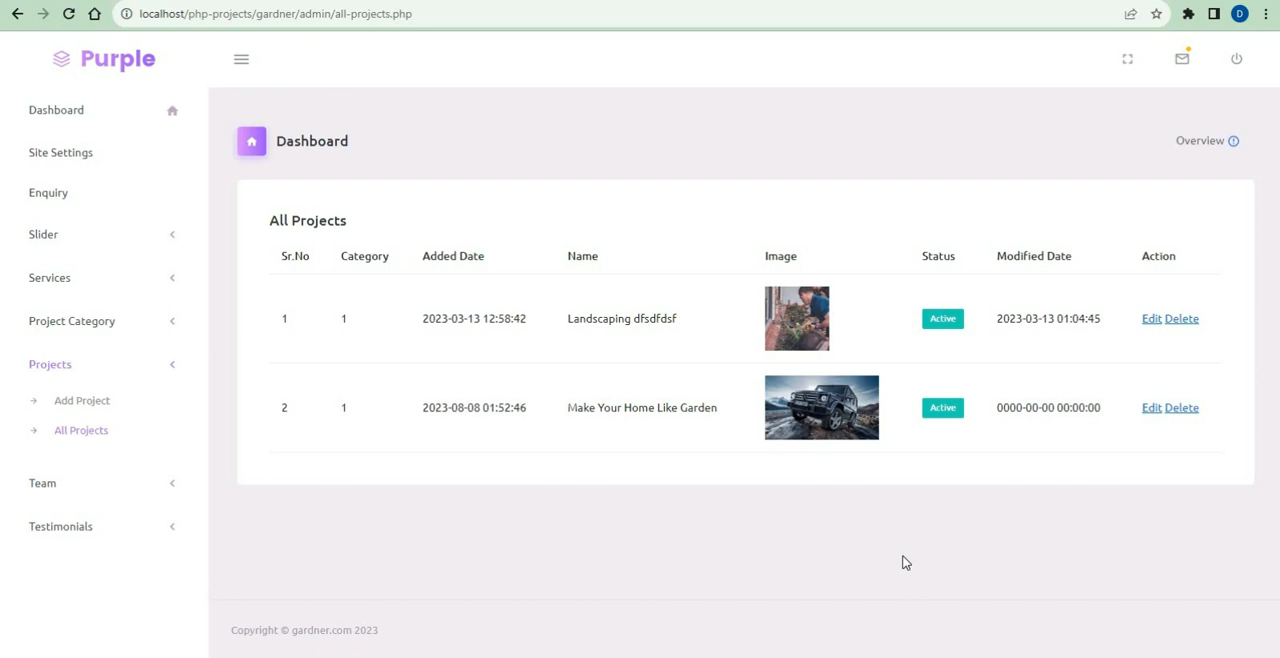 localhost/php-projects/gardner/admin/all-projects.php
D
Purple
Dashboard
Site Settings
Enquiry
Slider
Services
Project Category
Projects
Add Project
All Projects
Team
Testimonials
Dashboard
Overview
All Projects
Sr.No Category Added Date Name Image Status Modified Date Action
1 1 2023-03-13 12:58:42 Landscaping dfsdfdsf Active 2023-03-13 01:04:45 Edit Delete
2 1 2023-08-08 01:52:46 Make Your Home Like Garden Active 0000-00-00 00:00:00 Edit Delete
Copyright © gardner.com 2023